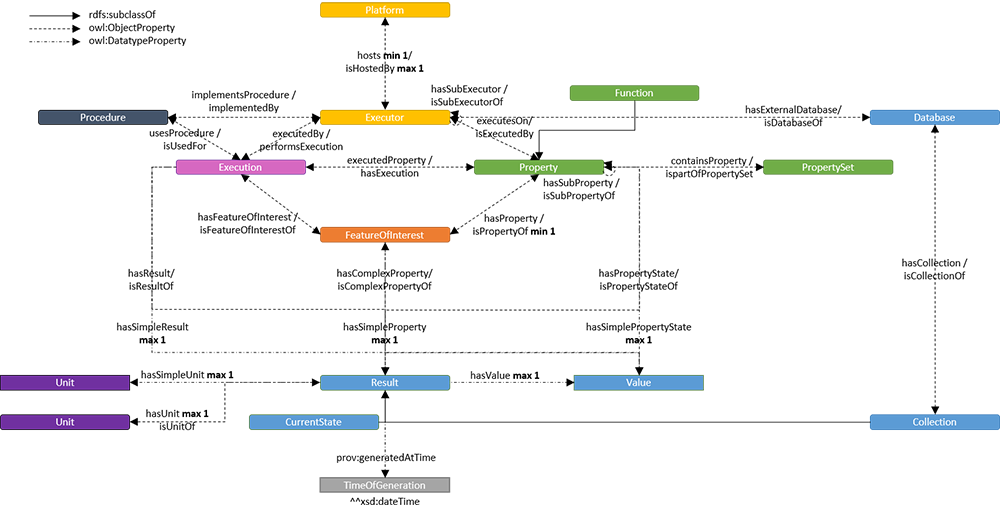 rdfs:subclassOf
owl:ObjectProperty
owl:DatatypeProperty
Platform
hosts min 1/
isHostedBy max 1
Function
hasSubExecutor /
isSubExecutorOf
implementsProcedure /
implementedBy
hasExternalDatabase/
isDatabaseOf
Procedure
Executor
Database
usesProcedure /
isUsedFor
executedBy /
performsExecution
executesOn/
isExecutedBy
Execution
executedProperty /
hasExecution
Property
containsProperty /
ispartOfPropertySet
PropertySet
hasSubProperty /
isSubPropertyOf
hasFeatureOfInterest /
isFeatureOfInterestOf
hasProperty /
isPropertyOf min 1
FeatureOfInterest
hasCollection /
isCollectionOf
hasResult/
isResultOf
hasComplexProperty/
isComplexPropertyOf
hasPropertyState/
isPropertyStateOf
hasSimpleResult
max 1
hasSimpleProperty
max 1
hasSimplePropertyState
max 1
Unit
hasSimpleUnit max 1
Result
hasValue max 1
Value
Unit
hasUnit max 1
isUnitOf
CurrentState
Collection
prov:generatedAtTime
TimeOfGeneration
^^xsd:dateTime